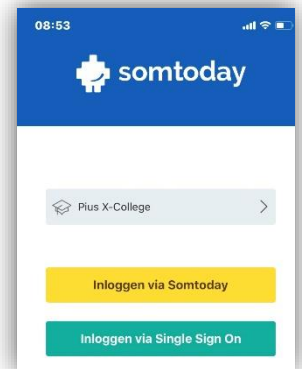 08:53
somtoday
Pius X-College
Inloggen via Somtoday
Inloggen via Single Sign On